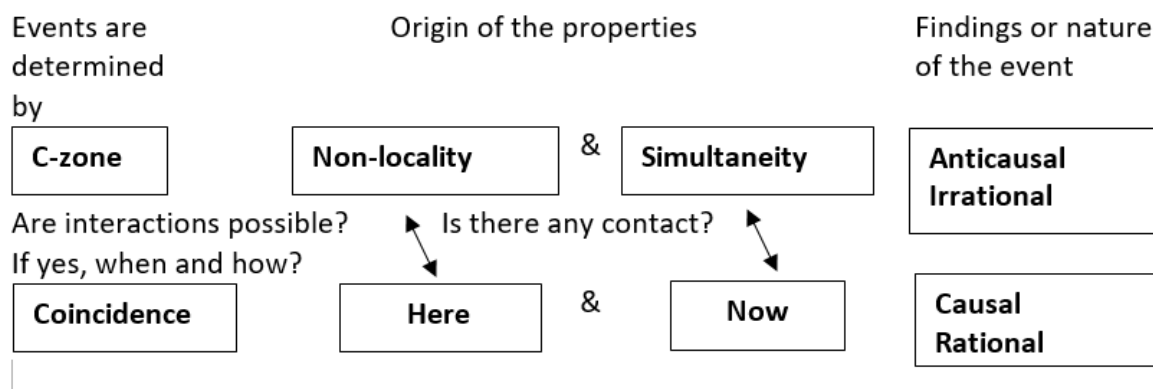 Events are determined by
Origin of the properties
Findings or nature of the event
C-zone
Non-locality
&
Simultaneity
Anticausal
Irrational
Are interactions possible?
If yes, when and how?
Is there any contact?
Coincidence
Here
&
Now
Causal
Rational